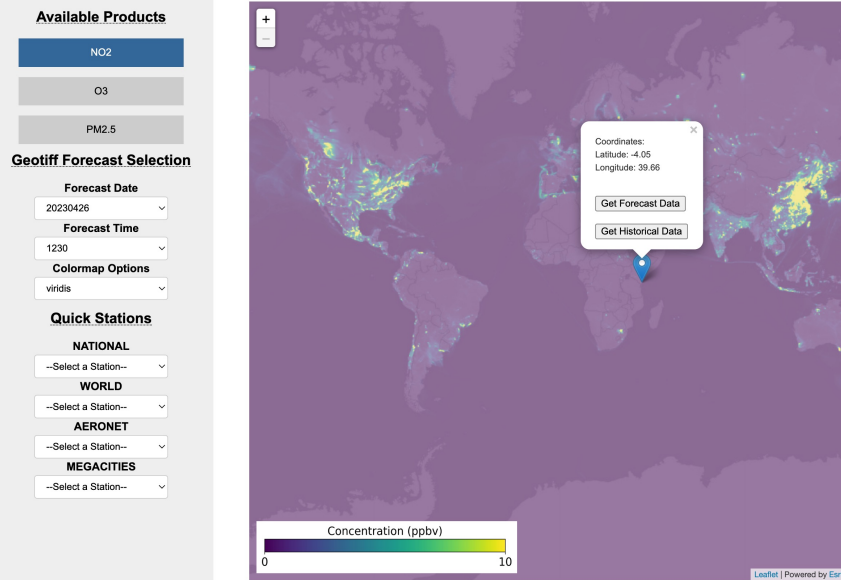 Available Products
NO2
O3
PM2.5
Geotiff Forecast Selection
Forecast Date
20230426
Forecast Time
1230
Colormap Options
viridis
Quick Stations
NATIONAL
--Select a Station--
WORLD
--Select a Station--
AERONET
--Select a Station--
MEGACITIES
--Select a Station--
+
−
×
Coordinates:
Latitude: -4.05
Longitude: 39.66
Get Forecast Data
Get Historical Data
Concentration (ppbv)
0 10
Leaflet | Powered by Esr